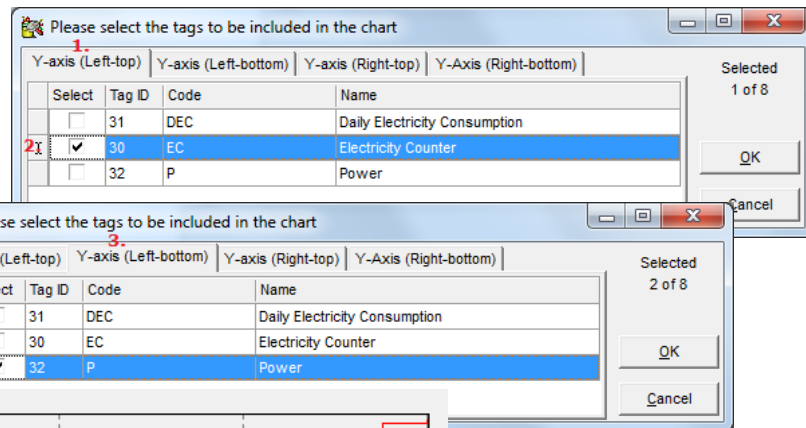 Please select the tags to be included in the chart
1.
Y-axis (Left-top) Y-axis (Left-bottom) Y-axis (Right-top) Y-Axis (Right-bottom)
Selected
1 of 8
Select Tag ID Code Name
31 DEC Daily Electricity Consumption
2. 30 EC Electricity Counter
32 P Power
OK
Cancel
se select the tags to be included in the chart
3.
(Left-top) Y-axis (Left-bottom) Y-axis (Right-top) Y-Axis (Right-bottom)
Selected
2 of 8
ect Tag ID Code Name
31 DEC Daily Electricity Consumption
30 EC Electricity Counter
32 P Power
OK
Cancel